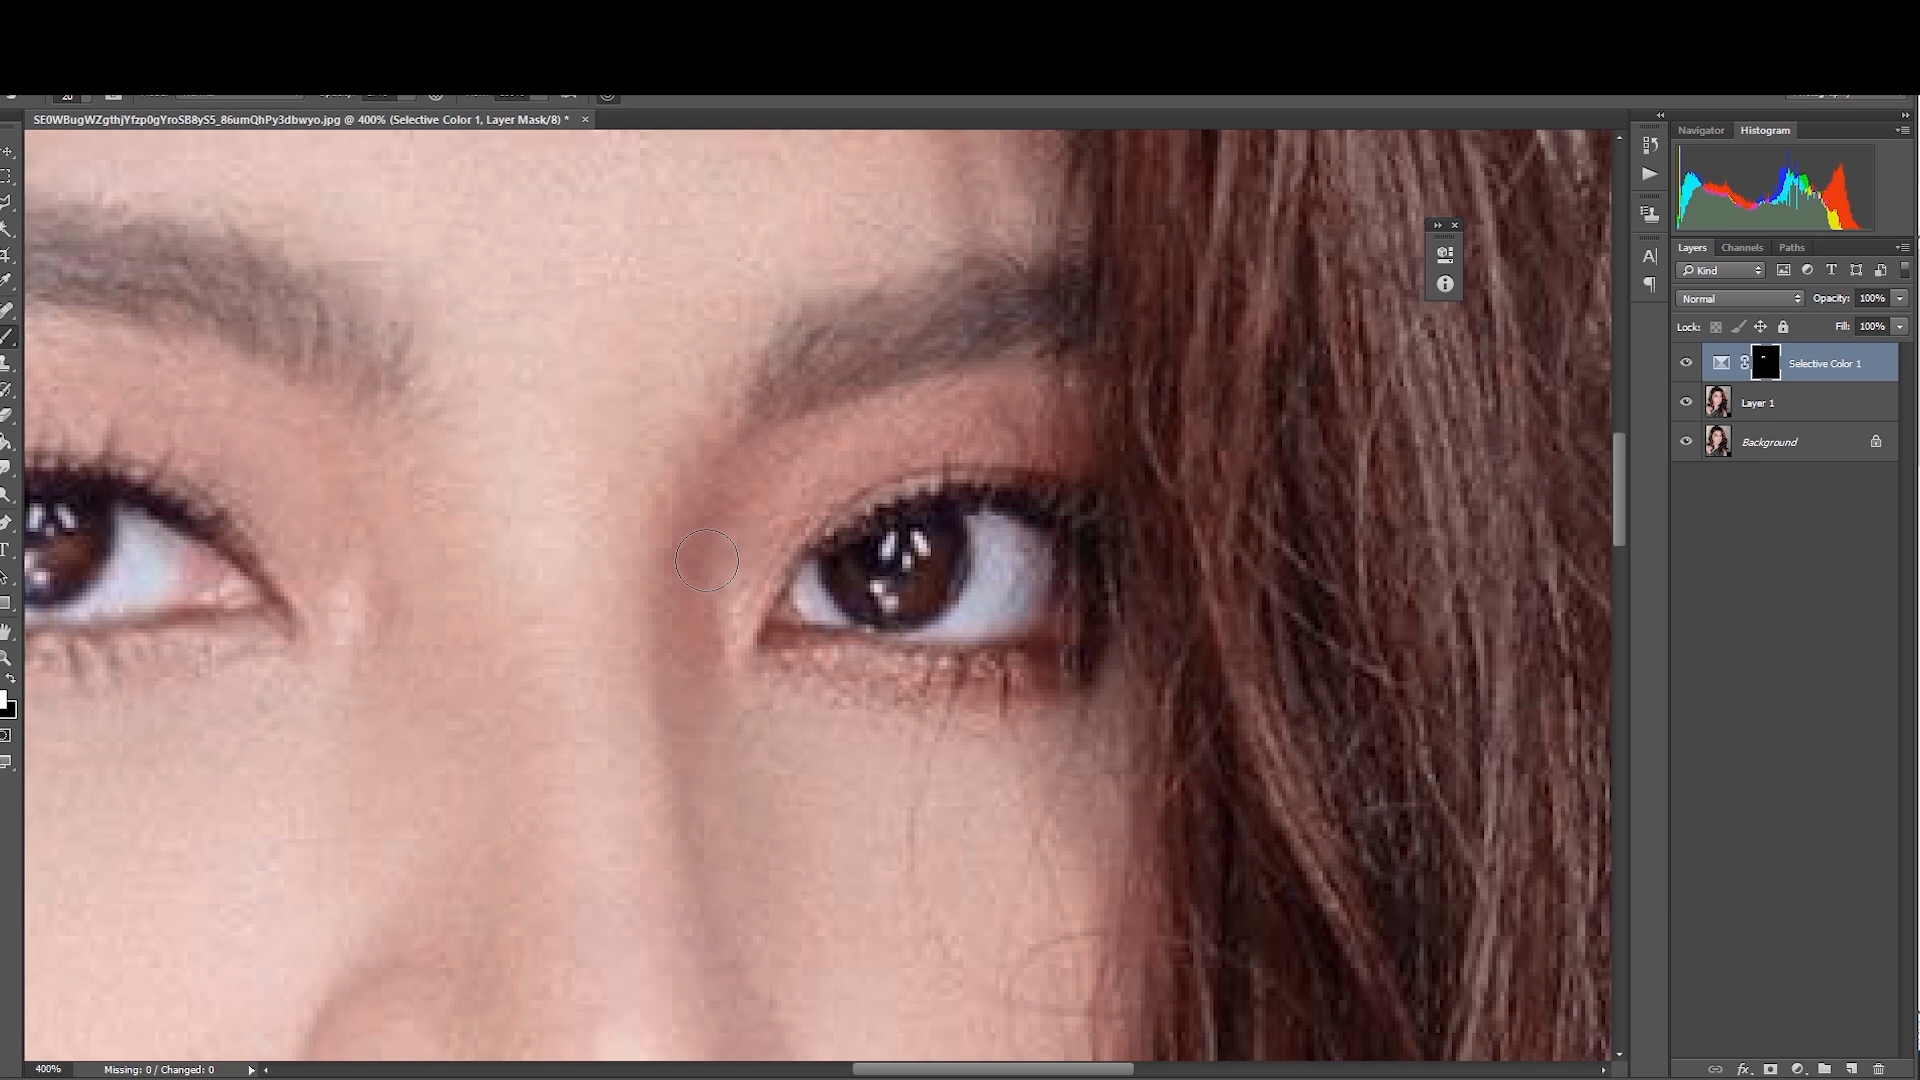 SE0WBugWZgthjYfzp0gYroSB8yS5_86umQhPy3dbwyo.jpg @ 400% (Selective Color 1, Layer Mask/8) *
Navigator
Histogram
Layers
Channels
Paths
Kind
Normal
Opacity: 100%
Lock:
Fill: 100%
Selective Color 1
Layer 1
Background
400%
Missing: 0 / Changed: 0